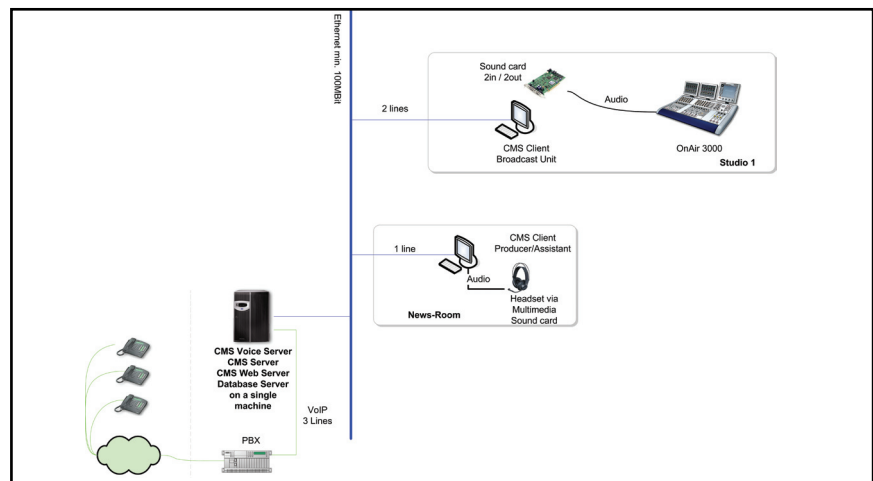 Ethernet min. 100MBit
Sound card
2in / 2out
Audio
2 lines
CMS Client
Broadcast Unit
OnAir 3000
Studio 1
1 line
CMS Client
Producer/Assistant
Audio
Headset via
Multimedia
Sound card
News-Room
CMS Voice Server
CMS Server
CMS Web Server
Database Server
on a single
machine
VoIP
3 Lines
PBX